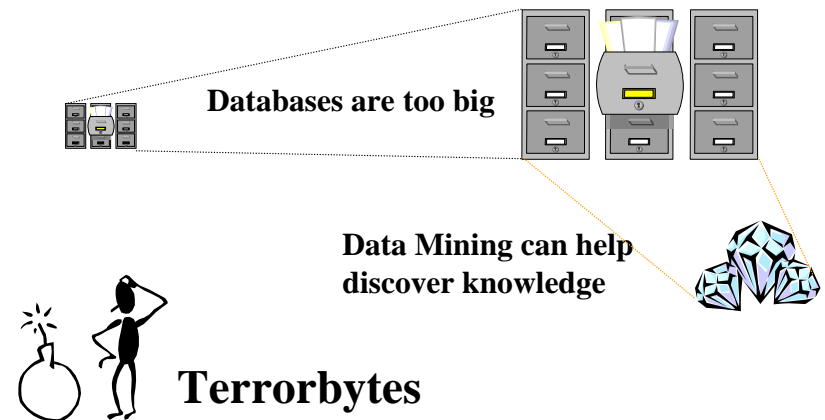 Databases are too big
Data Mining can help
discover knowledge
Terrorbytes